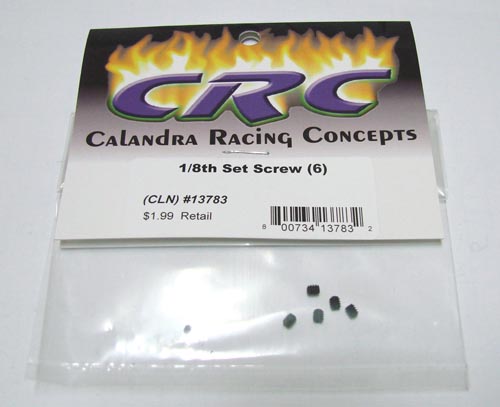 CRC
Calandra Racing Concepts
1/8th Set Screw (6)
(CLN) #13783
$1.99 Retail
8 00734 13783 2